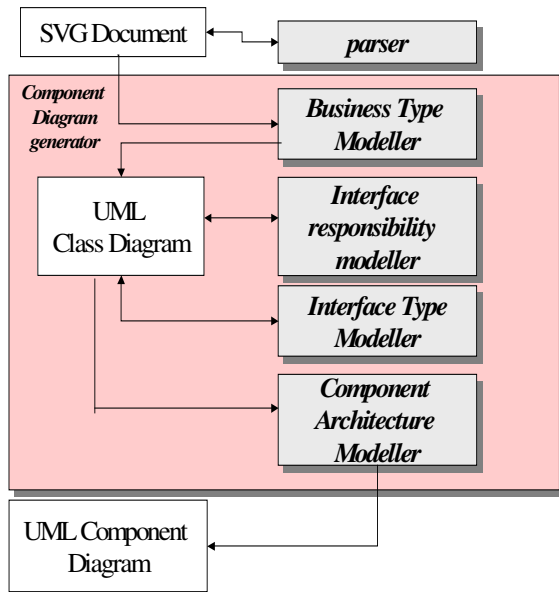 SVG Document
parser
Component
Diagram
generator
Business Type
Modeller
UML
Class Diagram
Interface
responsibility
modeller
Interface Type
Modeller
Component
Architecture
Modeller
UML Component
Diagram